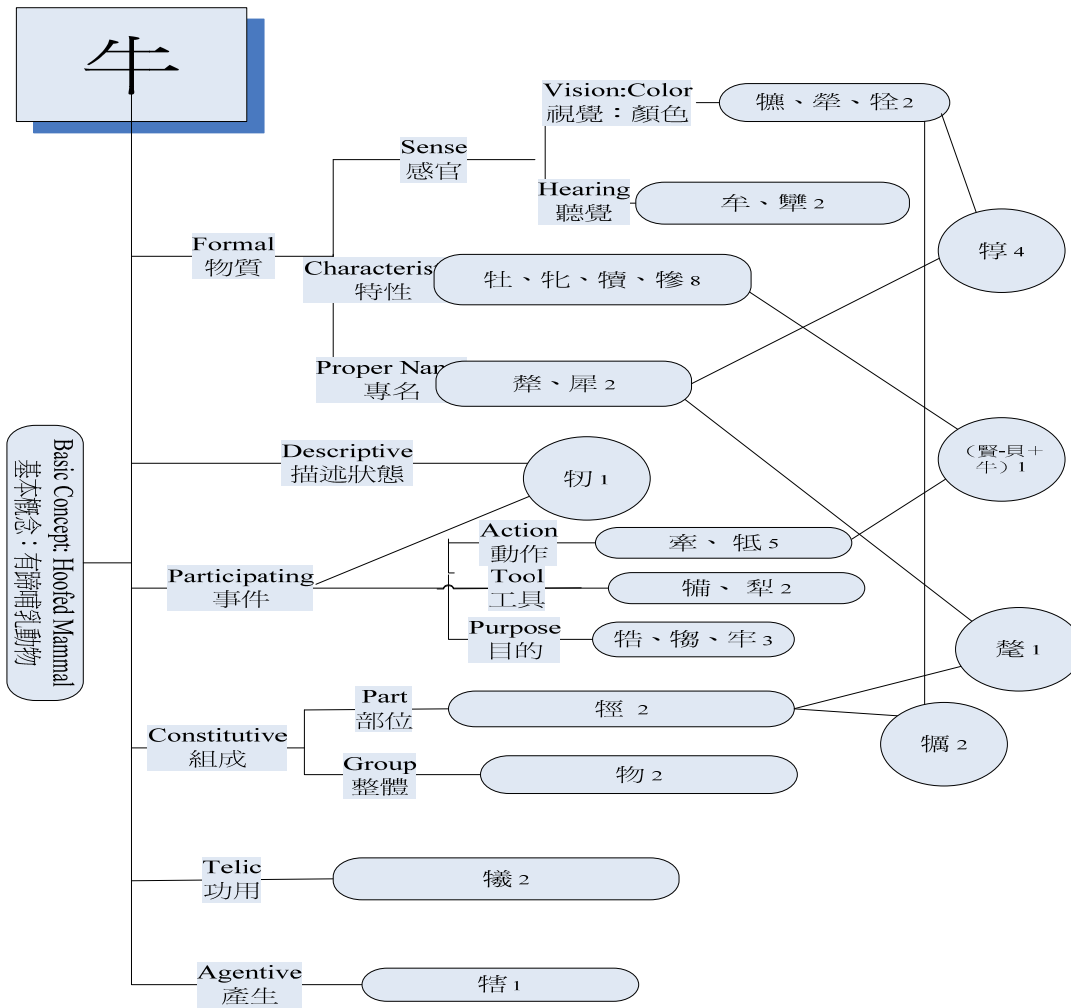 牛
Vision:Color
視覺：顏色
犥、犖、牷 2
Sense
感官
Hearing
聽覺
牟、犫 2
Formal
物質
犉 4
Characteris
特性
牡、牝、犢、犙 8
Proper Nam
專名
犛、犀 2
Basic Concept: Hoofed Mammal
基本概念：有蹄哺乳動物
Descriptive
描述狀態
牣 1
（賢-貝＋
牛）1
Action
動作
牽、牴 5
Participating
事件
Tool
工具
犕、犁 2
Purpose
目的
牿、犓、牢 3
氂 1
Part
部位
牼 2
Constitutive
組成
犡 2
Group
整體
物 2
Telic
功用
犧 2
Agentive
產生
犗 1